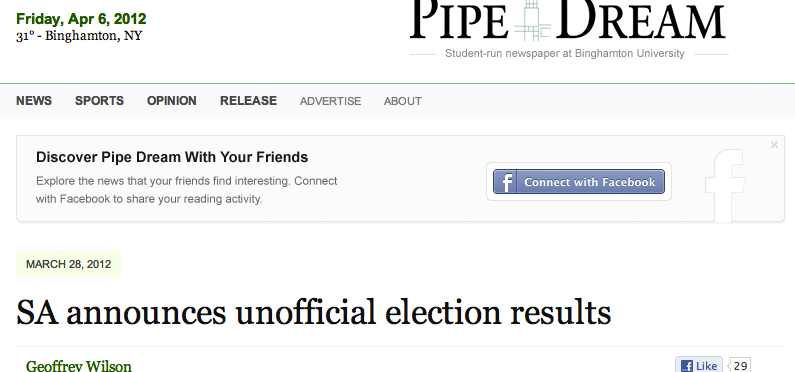 Friday, Apr 6, 2012
31° - Binghamton, NY
PIPE DREAM
Student-run newspaper at Binghamton University
NEWS SPORTS OPINION RELEASE ADVERTISE ABOUT
Discover Pipe Dream With Your Friends
Explore the news that your friends find interesting. Connect
with Facebook to share your reading activity.
f Connect with Facebook
f
×
MARCH 28, 2012
SA announces unofficial election results
Geoffrey Wilson
f Like 29